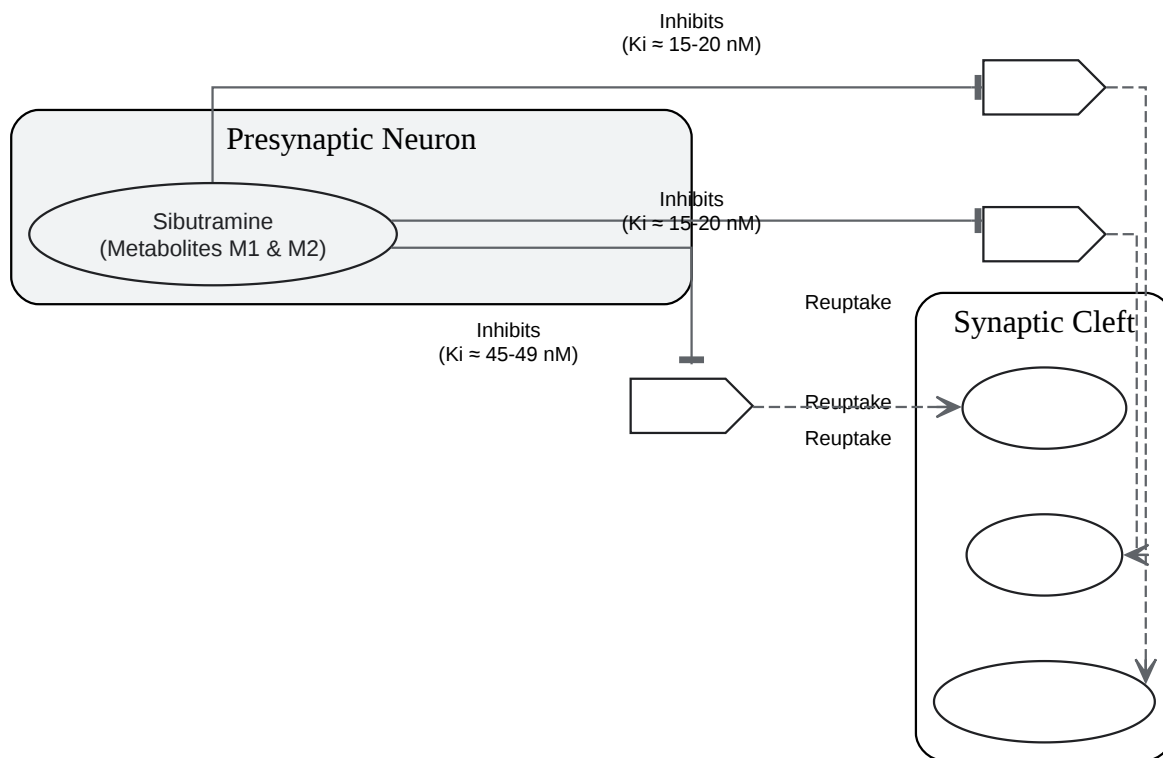 Inhibits
(Ki ≈ 15-20 nM)
Presynaptic Neuron
Sibutramine
(Metabolites M1 & M2)
Inhibits
(Ki ≈ 15-20 nM)
Reuptake
Synaptic Cleft
Inhibits
(Ki ≈ 45-49 nM)
Reuptake
Reuptake